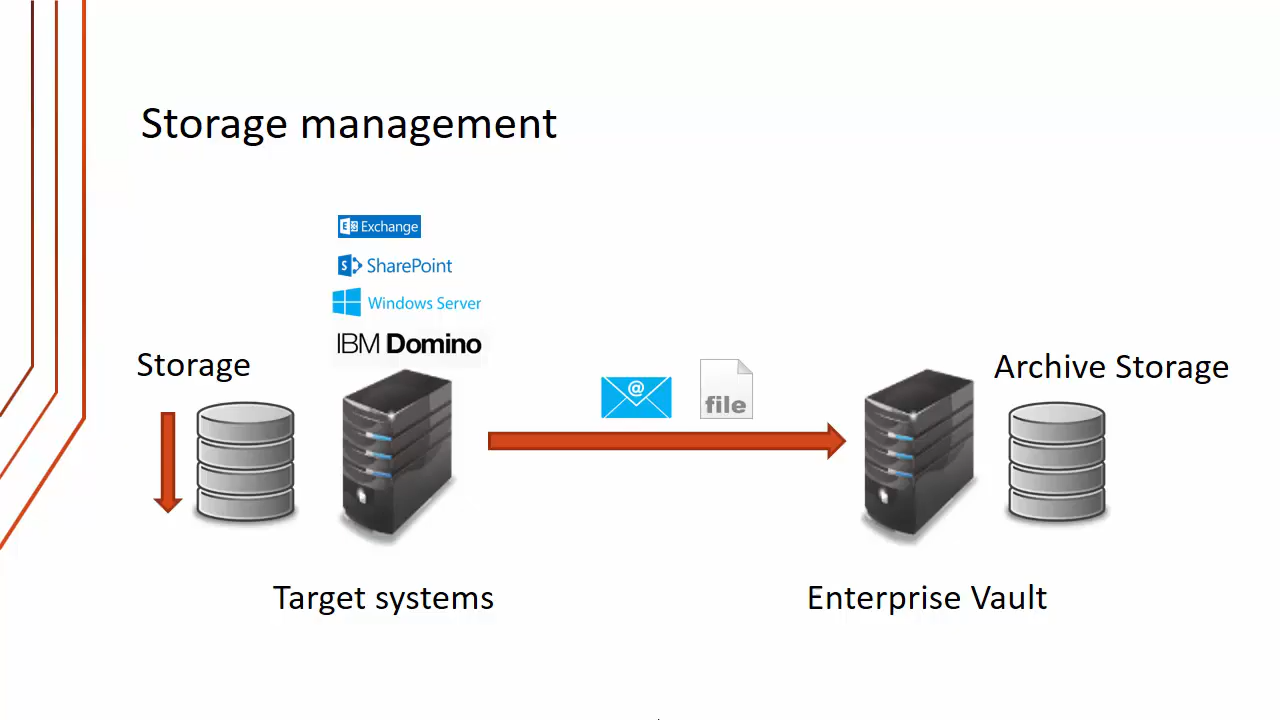 Storage management
Exchange
SharePoint
Windows Server
IBM Domino
Storage
@
file
Archive Storage
Target systems
Enterprise Vault